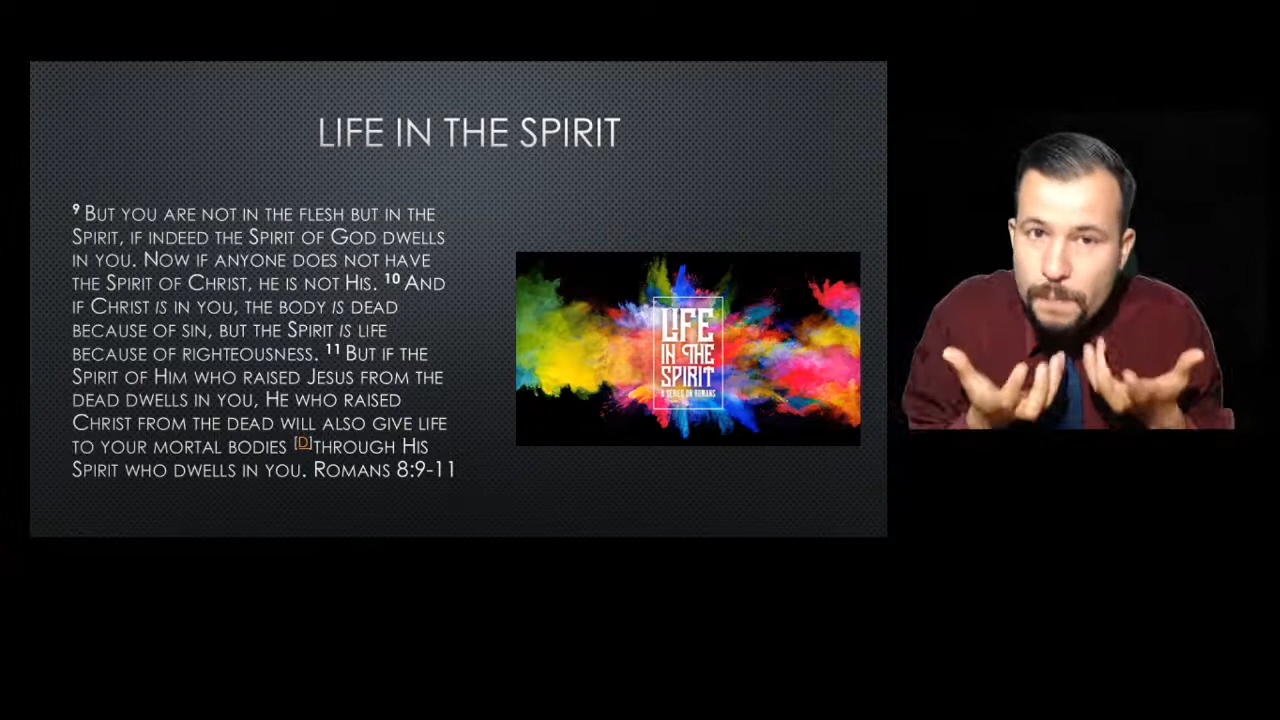 LIFE IN THE SPIRIT
9 BUT YOU ARE NOT IN THE FLESH BUT IN THE
SPIRIT, IF INDEED THE SPIRIT OF GOD DWELLS
IN YOU. NOW IF ANYONE DOES NOT HAVE
THE SPIRIT OF CHRIST, HE IS NOT HIS. 10 AND
IF CHRIST IS IN YOU, THE BODY IS DEAD
BECAUSE OF SIN, BUT THE SPIRIT IS LIFE
BECAUSE OF RIGHTEOUSNESS. 11 BUT IF THE
SPIRIT OF HIM WHO RAISED JESUS FROM THE
DEAD DWELLS IN YOU, HE WHO RAISED
CHRIST FROM THE DEAD WILL ALSO GIVE LIFE
TO YOUR MORTAL BODIES [D]THROUGH HIS
SPIRIT WHO DWELLS IN YOU. ROMANS 8:9-11
LIFE
IN THE
SPIRIT
A SERIES ON ROMANS